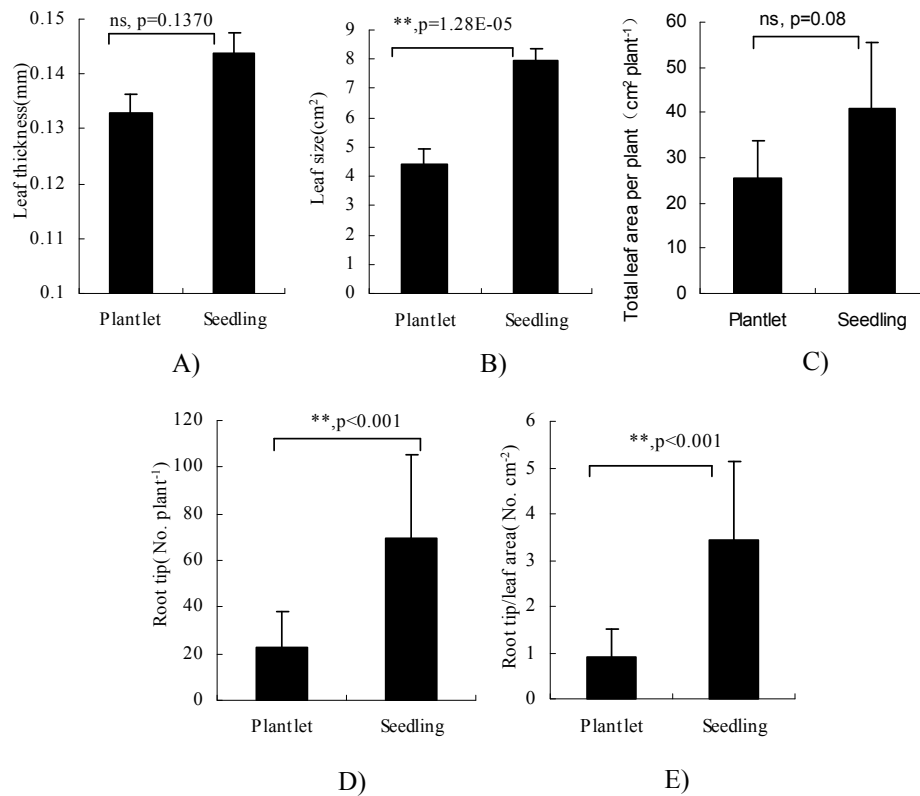 ns, p=0.1370
0.15
0.14
0.13
0.12
0.11
0.1
Leaf thickness(mm)
Plantlet Seedling
A)
**,p=1.28E-05
9
8
7
6
5
4
3
2
1
0
Leaf size(cm²)
Plantlet Seedling
B)
ns, p=0.08
60
50
40
30
20
10
0
Total leaf area per plant (cm² plant⁻¹)
Plantlet Seedling
C)
**,p<0.001
120
100
80
60
40
20
0
Root tip( No. plant⁻¹)
Plantlet Seedling
D)
**,p<0.001
6
5
4
3
2
1
0
Root tip/leaf area( No. cm⁻²)
Plantlet Seedling
E)